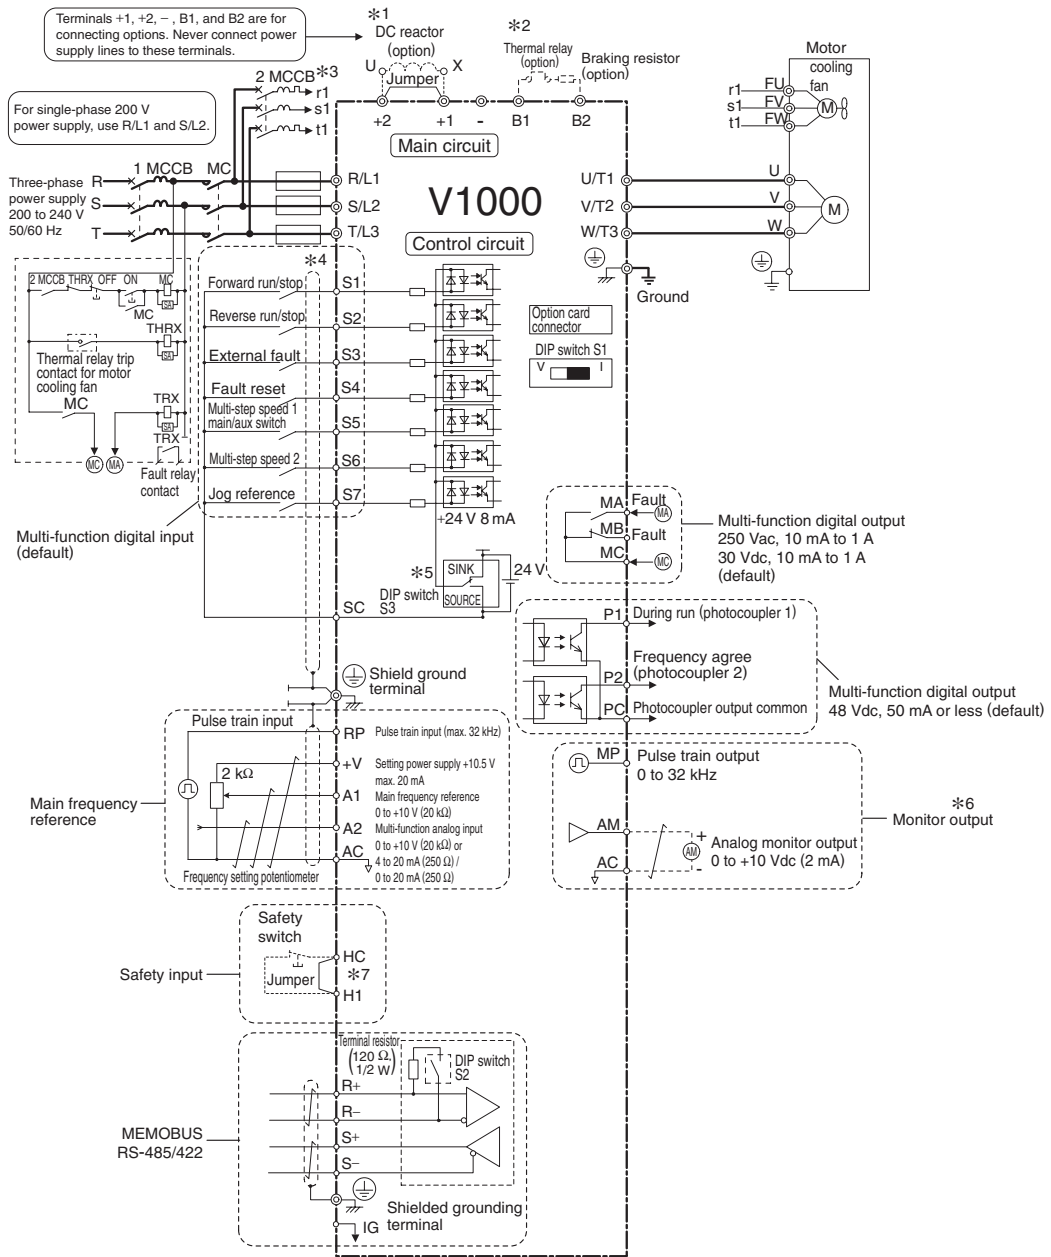 Terminals +1, +2, −, B1, and B2 are for
connecting options. Never connect power
supply lines to these terminals.
*1
DC reactor
(option)
U X
Jumper
+2 +1 - B1 B2
*2
Thermal relay
(option)
Braking resistor
(option)
Motor
cooling
fan
r1 FU
s1 FV
t1 FW
M
2 MCCB *3
r1
s1
t1
For single-phase 200 V
power supply, use R/L1 and S/L2.
Main circuit
V1000
Control circuit
Three-phase
power supply
200 to 240 V
50/60 Hz
R
S
T
1 MCCB MC
R/L1
S/L2
T/L3
U/T1
V/T2
W/T3
U
V
W
M
Ground
*4
2 MCCB THRX OFF ON MC
SA
MC
THRX
SA
Thermal relay trip
contact for motor
cooling fan
MC
TRX
SA
TRX
MC MA
Fault relay
contact
Forward run/stop S1
Reverse run/stop S2
External fault S3
Fault reset S4
Multi-step speed 1
main/aux switch S5
Multi-step speed 2 S6
Jog reference S7
Multi-function digital input
(default)
Option card
connector
DIP switch S1
V I
+24 V 8 mA
*5
DIP switch
S3
SINK
SOURCE
24 V
SC
MA Fault MA
MB Fault
MC MC
Multi-function digital output
250 Vac, 10 mA to 1 A
30 Vdc, 10 mA to 1 A
(default)
P1 During run (photocoupler 1)
Frequency agree
(photocoupler 2)
P2
PC Photocoupler output common
Multi-function digital output
48 Vdc, 50 mA or less (default)
Shield ground
terminal
Pulse train input
RP Pulse train input (max. 32 kHz)
2 kΩ
+V Setting power supply +10.5 V
max. 20 mA
A1 Main frequency reference
0 to +10 V (20 kΩ)
A2 Multi-function analog input
0 to +10 V (20 kΩ) or
4 to 20 mA (250 Ω) /
0 to 20 mA (250 Ω)
AC
Frequency setting potentiometer
Main frequency
reference
MP Pulse train output
0 to 32 kHz
AM
+
AM
-
Analog monitor output
0 to +10 Vdc (2 mA)
AC
*6
Monitor output
Safety
switch
HC
*7
Jumper
H1
Safety input
Terminal resistor
(120 Ω,
1/2 W)
DIP switch
S2
R+
R−
S+
S−
MEMOBUS
RS-485/422
Shielded grounding
terminal
IG